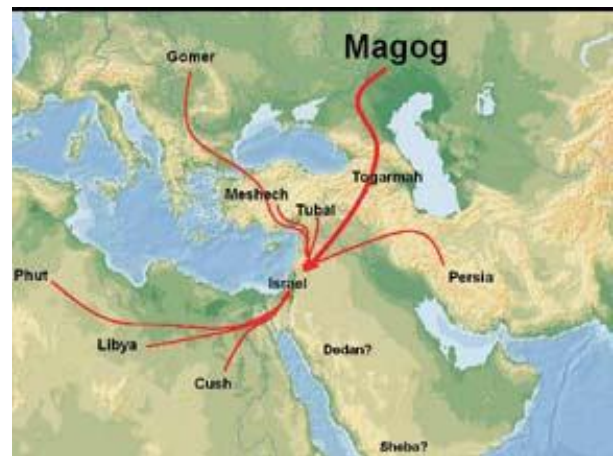 Magog
Gomer
Togarmah
Meshech
Tubal
Phut
Israel
Persia
Libya
Dedan?
Cush
Sheba?